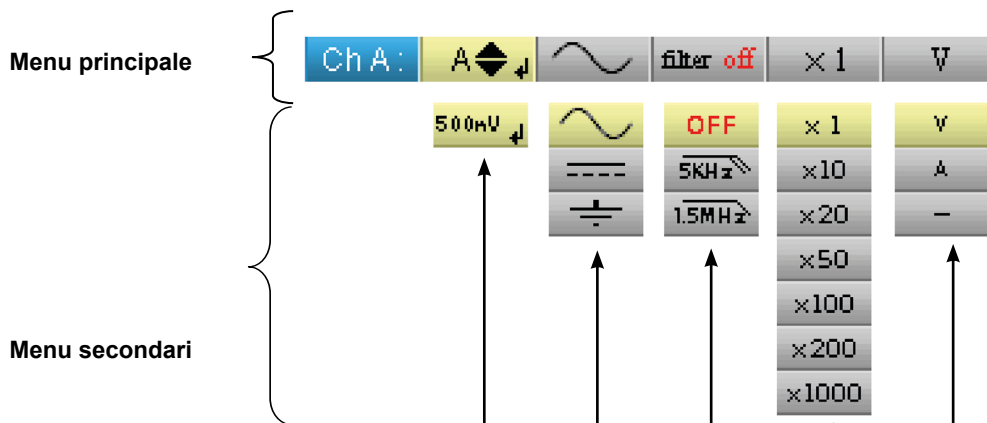 Menu principale
Ch A : A filter off ×1 V
500mV OFF ×1 V
5KHz ×10 A
1.5MHz ×20 –
×50
×100
Menu secondari
×200
×1000